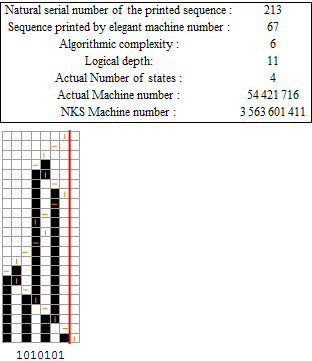 Natural serial number of the printed sequence : 213
Sequence printed by elegant machine number : 67
Algorithmic complexity : 6
Logical depth: 11
Actual Number of states : 4
Actual Machine number : 54 421 716
NKS Machine number : 3 563 601 411
1010101